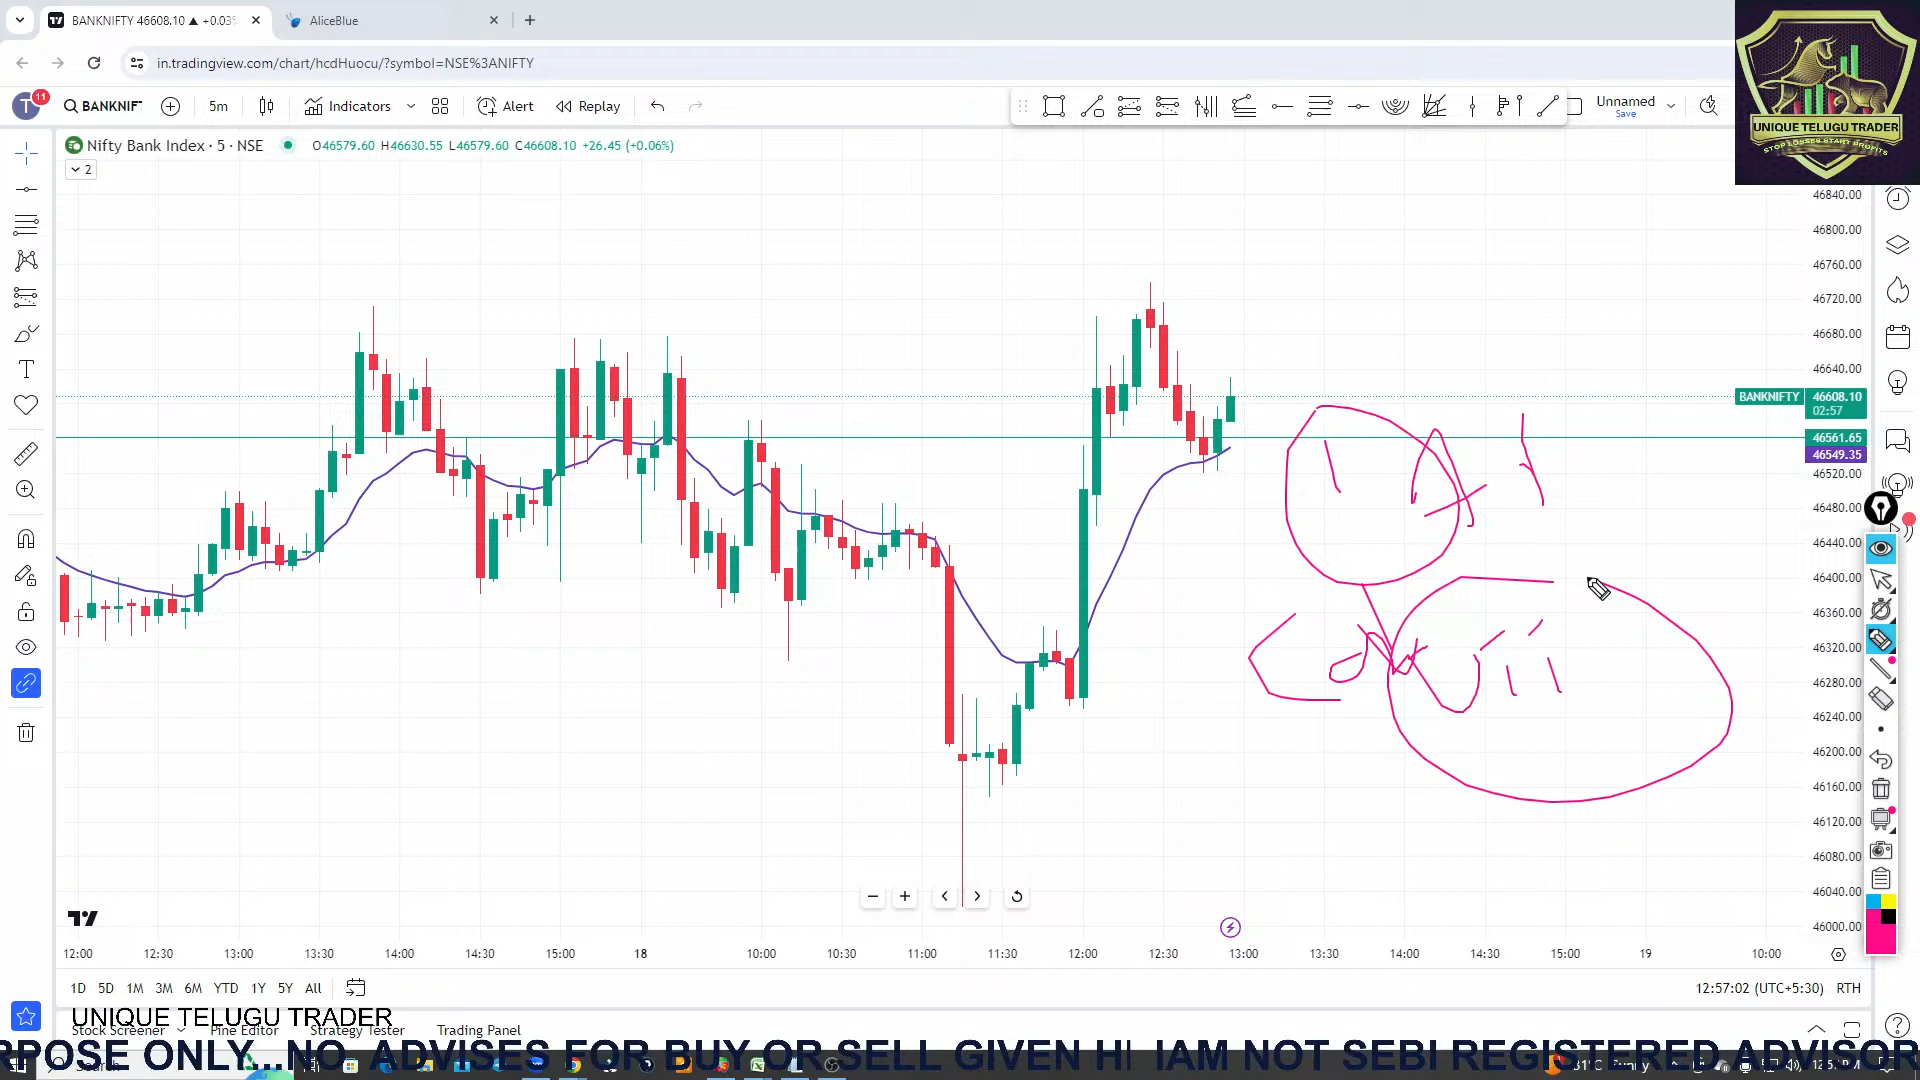 BANKNIFTY 46608.10 ▲ +0.03%
AliceBlue
in.tradingview.com/chart/hcdHuocu/?symbol=NSE%3ANIFTY
T 11 BANKNIF 5m Indicators Alert Replay Unnamed
Save
UNIQUE TELUGU TRADER
STOP LOSSES START PROFITS
Nifty Bank Index · 5 · NSE O46579.60 H46630.55 L46579.60 C46608.10 +26.45 (+0.06%)
2
46840.00
46800.00
46760.00
46720.00
46680.00
46640.00
BANKNIFTY 46608.10
02:57
46561.65
46549.35
46520.00
46480.00
46440.00
46400.00
46360.00
46320.00
46280.00
46240.00
46200.00
46160.00
46120.00
46080.00
46040.00
46000.00
12:00 12:30 13:00 13:30 14:00 14:30 15:00 18 10:00 10:30 11:00 11:30 12:00 12:30 13:00 13:30 14:00 14:30 15:00 19 10:00
1D 5D 1M 3M 6M YTD 1Y 5Y All 12:57:02 (UTC+5:30) RTH
UNIQUE TELUGU TRADER
Stock Screener Pine Editor Strategy Tester Trading Panel
RPOSE ONLY...NO ADVISES FOR BUY OR SELL GIVEN IAM NOT SEBI REGISTERED ADVISOR
31°C Sunny